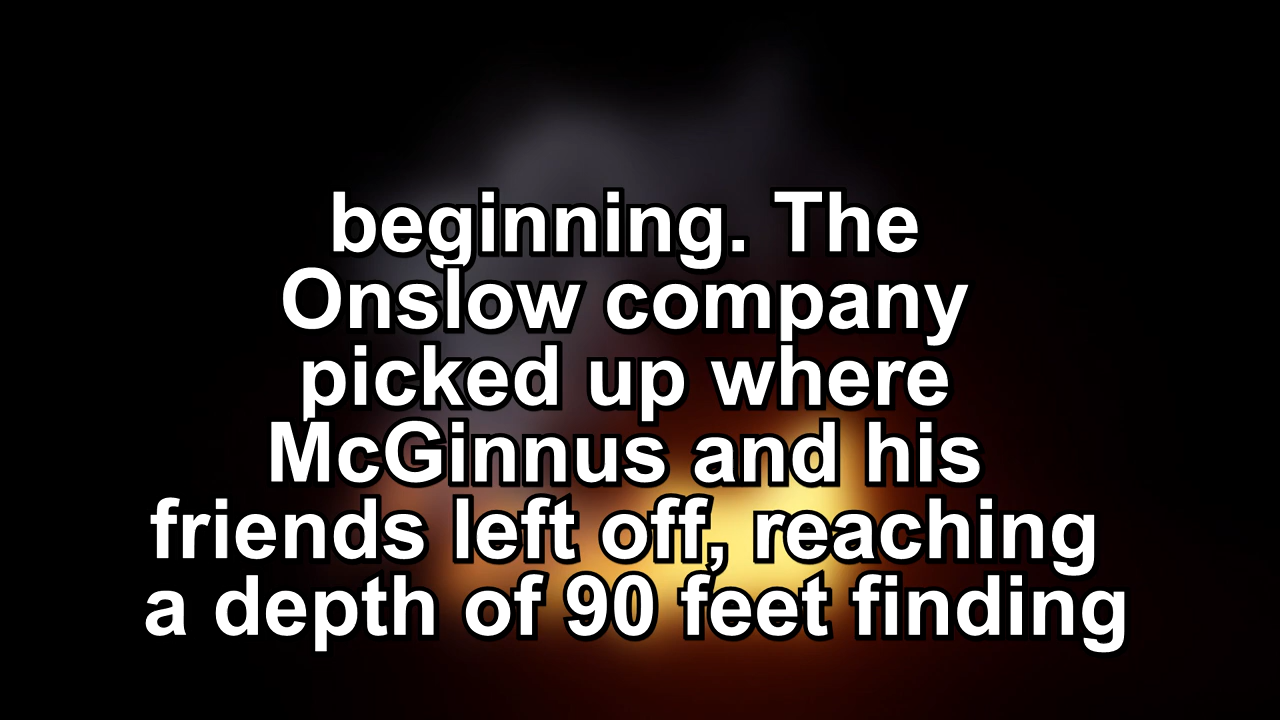 beginning. The
Onslow company
picked up where
McGinnus and his
friends left off, reaching
a depth of 90 feet finding